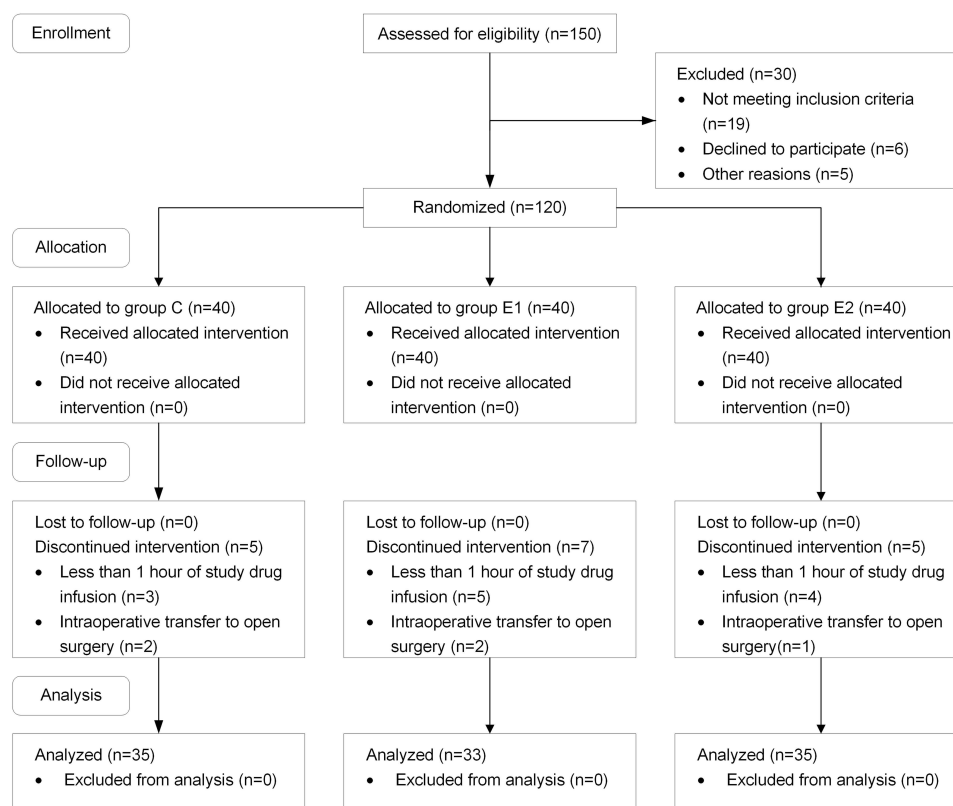 Enrollment
Assessed for eligibility (n=150)
Excluded (n=30)
• Not meeting inclusion criteria
(n=19)
• Declined to participate (n=6)
• Other reasons (n=5)
Randomized (n=120)
Allocation
Allocated to group C (n=40)
• Received allocated intervention
(n=40)
• Did not receive allocated
intervention (n=0)
Allocated to group E1 (n=40)
• Received allocated intervention
(n=40)
• Did not receive allocated
intervention (n=0)
Allocated to group E2 (n=40)
• Received allocated intervention
(n=40)
• Did not receive allocated
intervention (n=0)
Follow-up
Lost to follow-up (n=0)
Discontinued intervention (n=5)
• Less than 1 hour of study drug
infusion (n=3)
• Intraoperative transfer to open
surgery (n=2)
Lost to follow-up (n=0)
Discontinued intervention (n=7)
• Less than 1 hour of study drug
infusion (n=5)
• Intraoperative transfer to open
surgery (n=2)
Lost to follow-up (n=0)
Discontinued intervention (n=5)
• Less than 1 hour of study drug
infusion (n=4)
• Intraoperative transfer to open
surgery(n=1)
Analysis
Analyzed (n=35)
• Excluded from analysis (n=0)
Analyzed (n=33)
• Excluded from analysis (n=0)
Analyzed (n=35)
• Excluded from analysis (n=0)